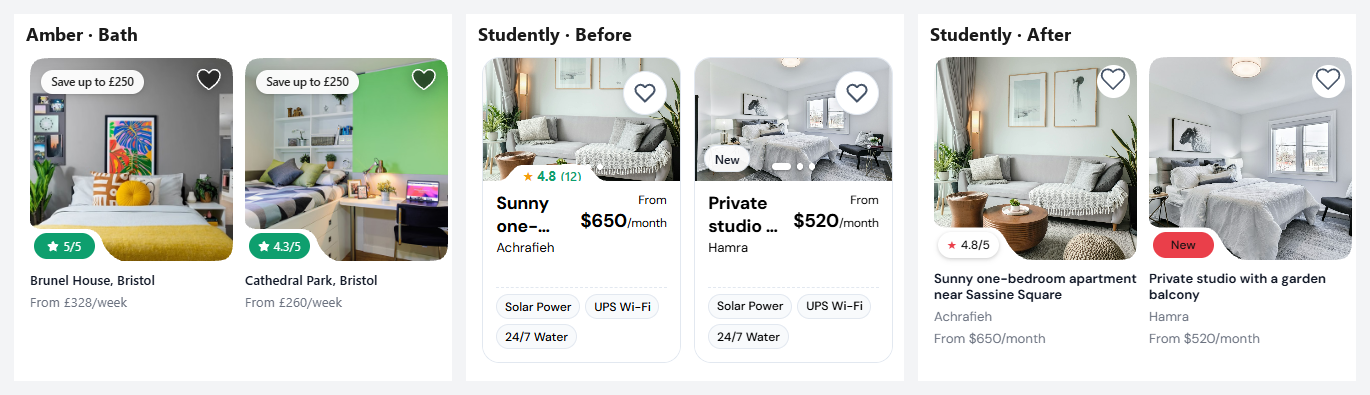 Amber · Bath
Save up to £250
Save up to £250
★ 5/5
★ 4.3/5
Brunel House, Bristol
From £328/week
Cathedral Park, Bristol
From £260/week
Studently · Before
★ 4.8 (12)
Sunny
one-...
From
$650/month
Achrafieh
Solar Power
UPS Wi-Fi
24/7 Water
New
Private
studio ...
From
$520/month
Hamra
Solar Power
UPS Wi-Fi
24/7 Water
Studently · After
★ 4.8/5
Sunny one-bedroom apartment
near Sassine Square
Achrafieh
From $650/month
New
Private studio with a garden
balcony
Hamra
From $520/month